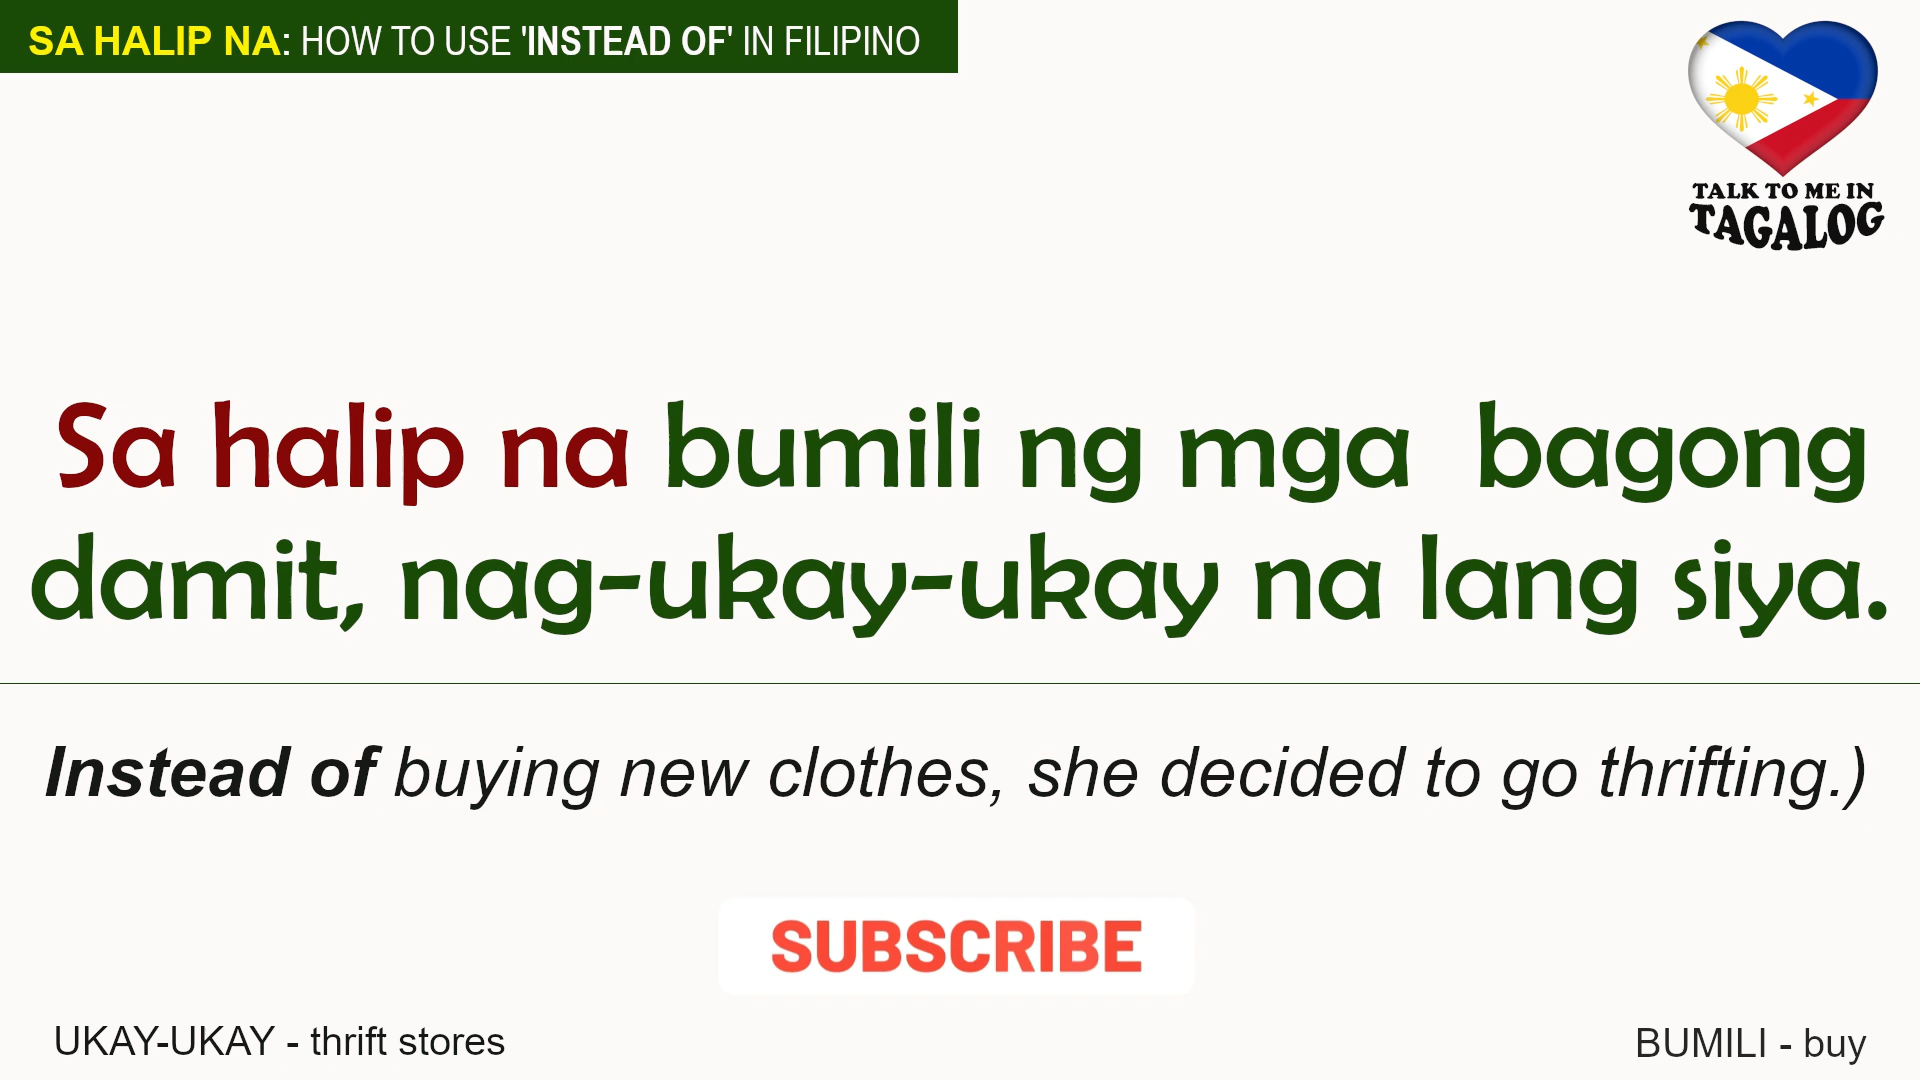 SA HALIP NA: HOW TO USE 'INSTEAD OF' IN FILIPINO
TALK TO ME IN
TAGALOG
Sa halip na bumili ng mga bagong
damit, nag-ukay-ukay na lang siya.
Instead of buying new clothes, she decided to go thrifting.)
SUBSCRIBE
UKAY-UKAY - thrift stores
BUMILI - buy